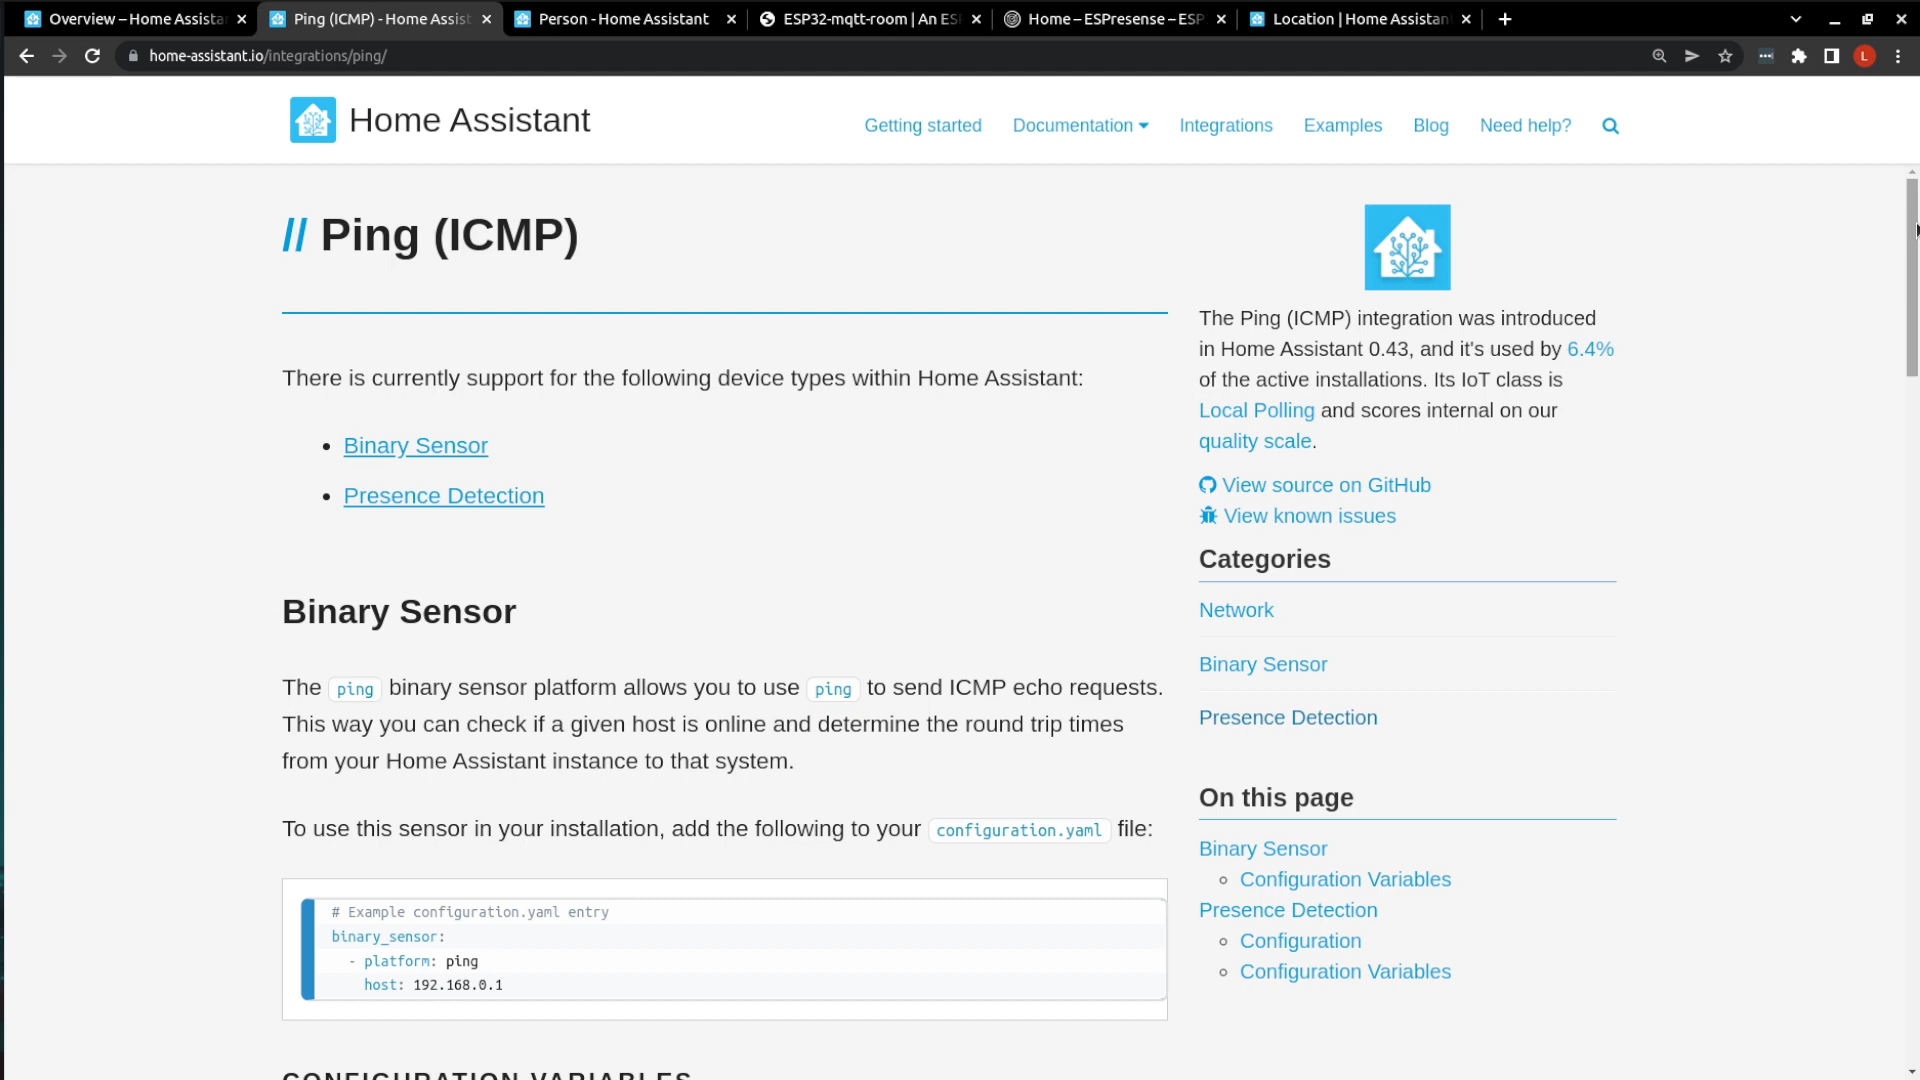 Overview – Home Assista
Ping (ICMP) - Home Assist
Person - Home Assistant
ESP32-mqtt-room | An ES
Home – ESPresense – ESP
Location | Home Assistan
home-assistant.io/integrations/ping/
L
Home Assistant
Getting started
Documentation
Integrations
Examples
Blog
Need help?
// Ping (ICMP)
There is currently support for the following device types within Home Assistant:
• Binary Sensor
• Presence Detection
Binary Sensor
The ping binary sensor platform allows you to use ping to send ICMP echo requests.
This way you can check if a given host is online and determine the round trip times
from your Home Assistant instance to that system.
To use this sensor in your installation, add the following to your configuration.yaml file:
# Example configuration.yaml entry
binary_sensor:
- platform: ping
host: 192.168.0.1
CONFIGURATION VARIABLES
The Ping (ICMP) integration was introduced
in Home Assistant 0.43, and it's used by 6.4%
of the active installations. Its IoT class is
Local Polling and scores internal on our
quality scale.
View source on GitHub
View known issues
Categories
Network
Binary Sensor
Presence Detection
On this page
Binary Sensor
Configuration Variables
Presence Detection
Configuration
Configuration Variables